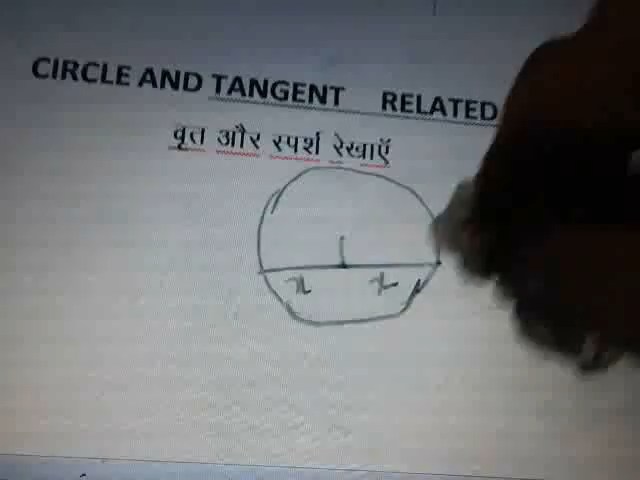 CIRCLE AND TANGENT RELATED
वृत और स्पर्श रेखाएँ
x x